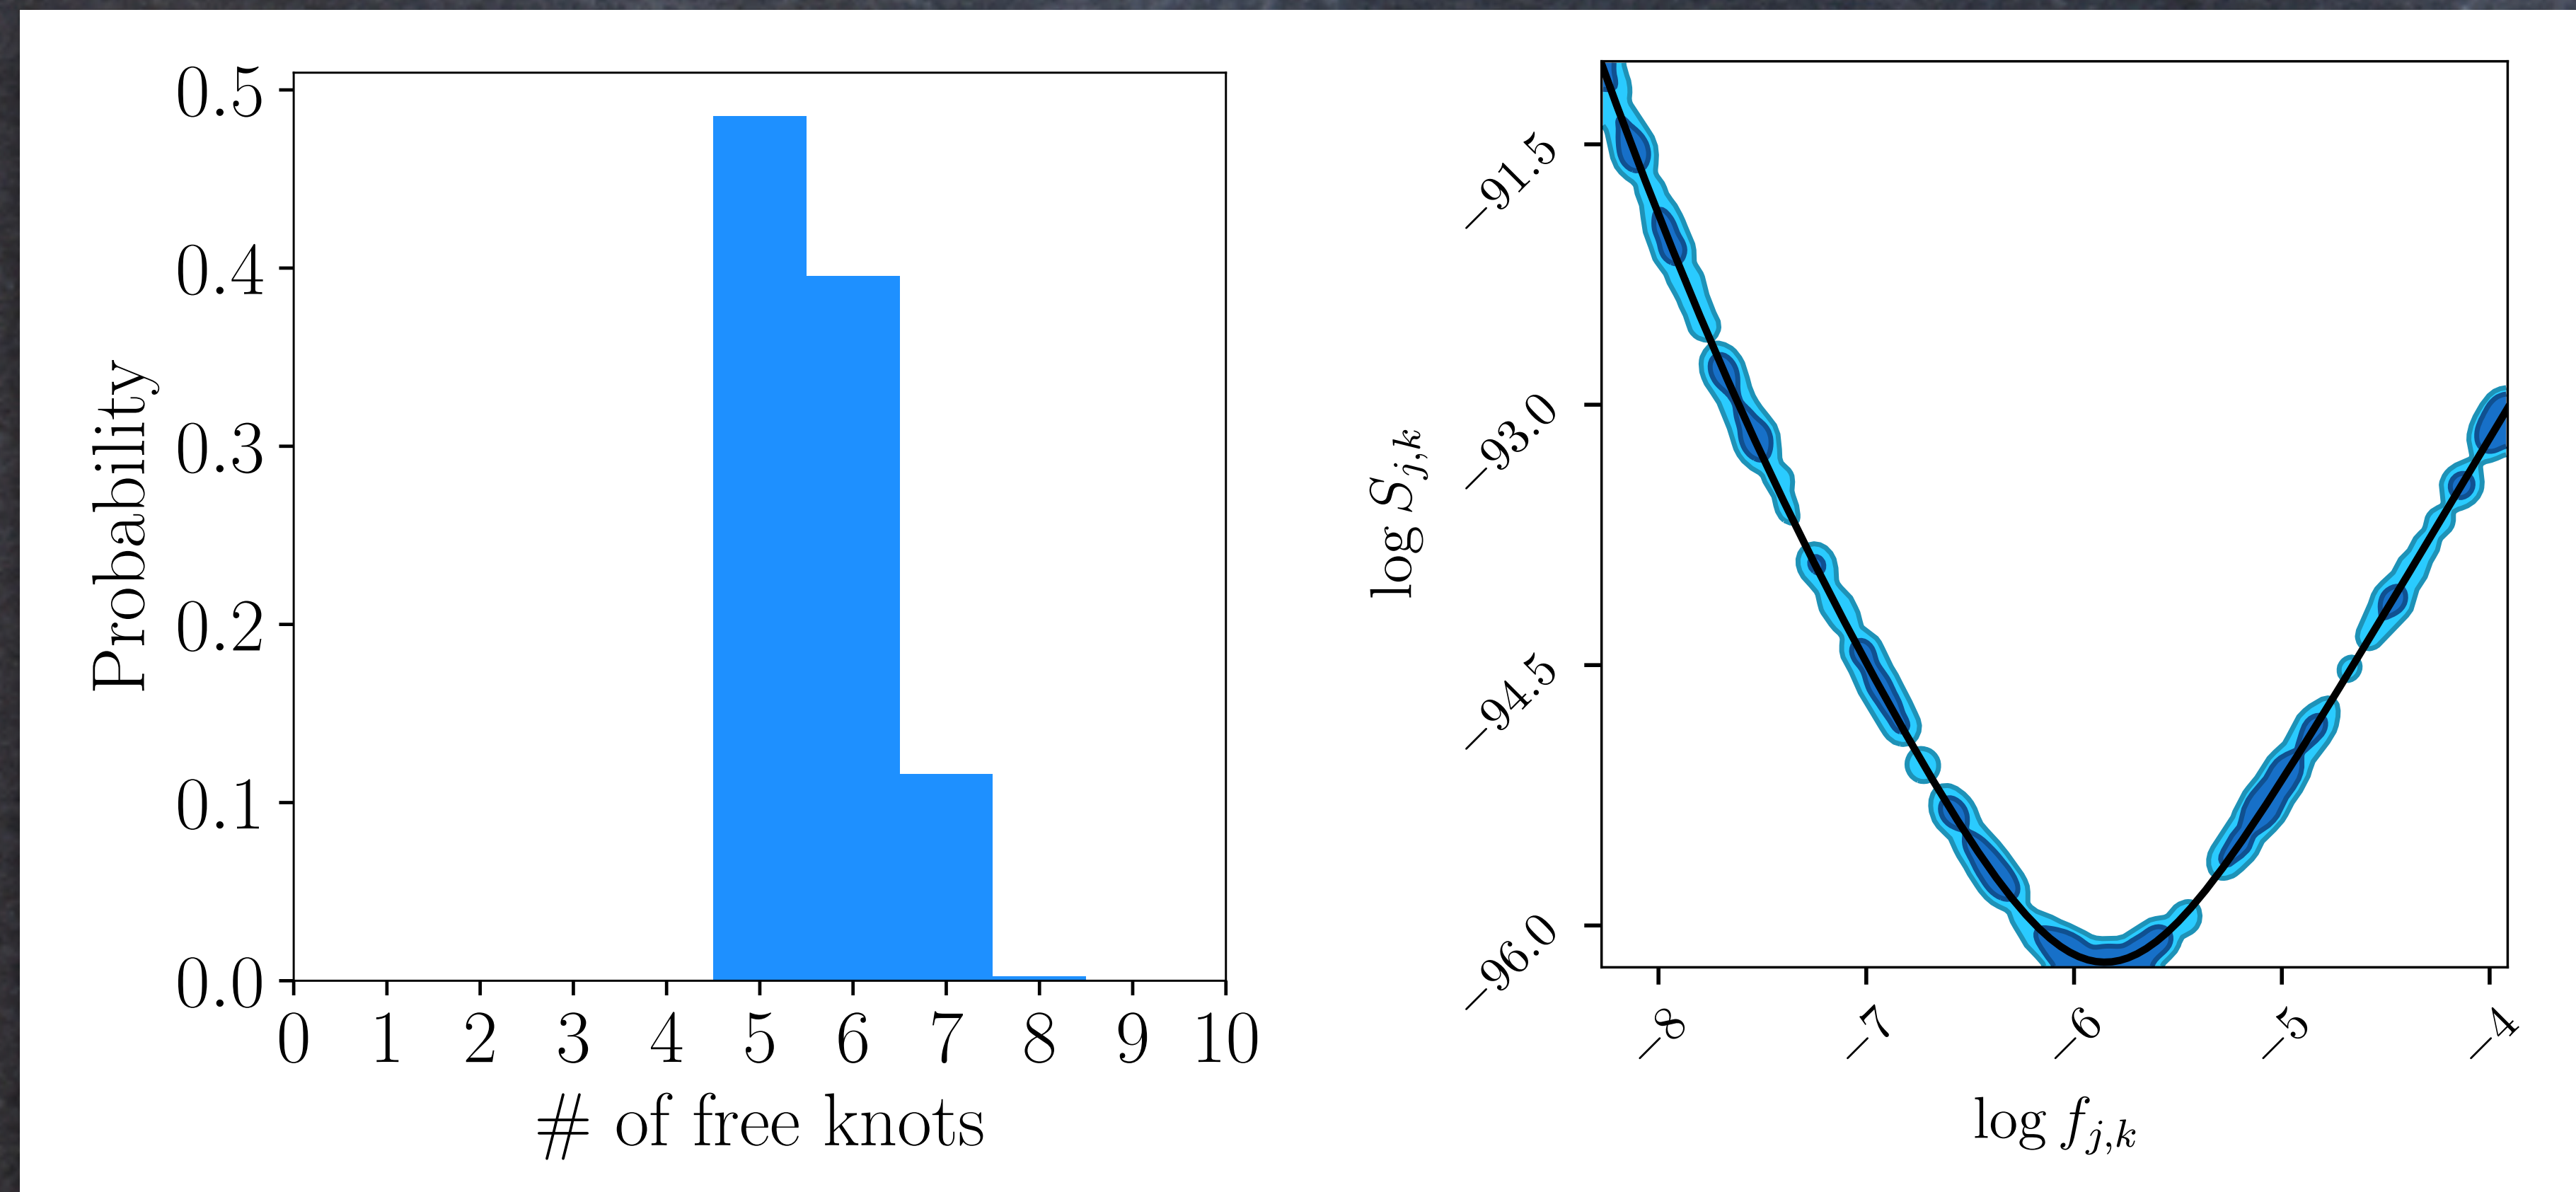 0.5
0.4
0.3
0.2
0.1
0.0
Probability
0 1 2 3 4 5 6 7 8 9 10
# of free knots
−91.5
−93.0
−94.5
−96.0
log S_{j,k}
−8 −7 −6 −5 −4
log f_{j,k}